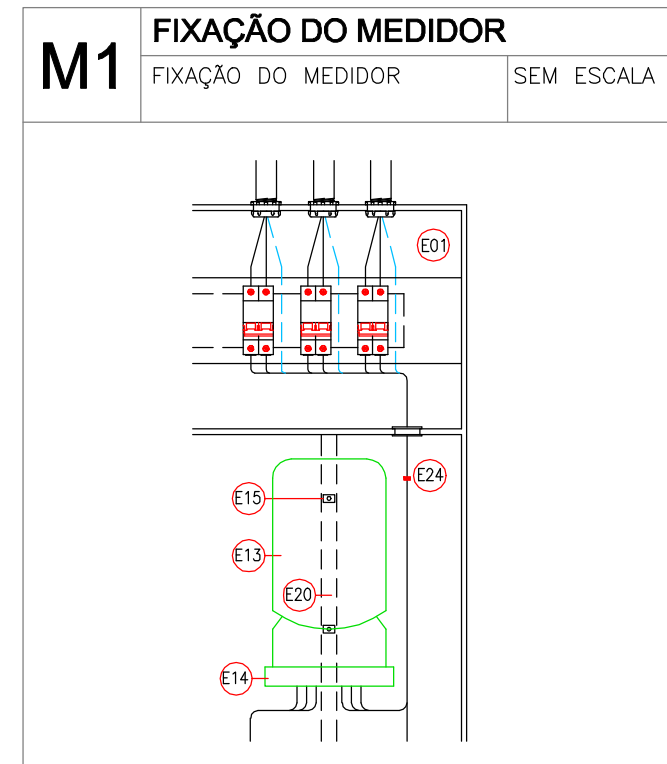 M1
FIXAÇÃO DO MEDIDOR
FIXAÇÃO DO MEDIDOR
SEM ESCALA
E01
E24
E15
E13
E20
E14